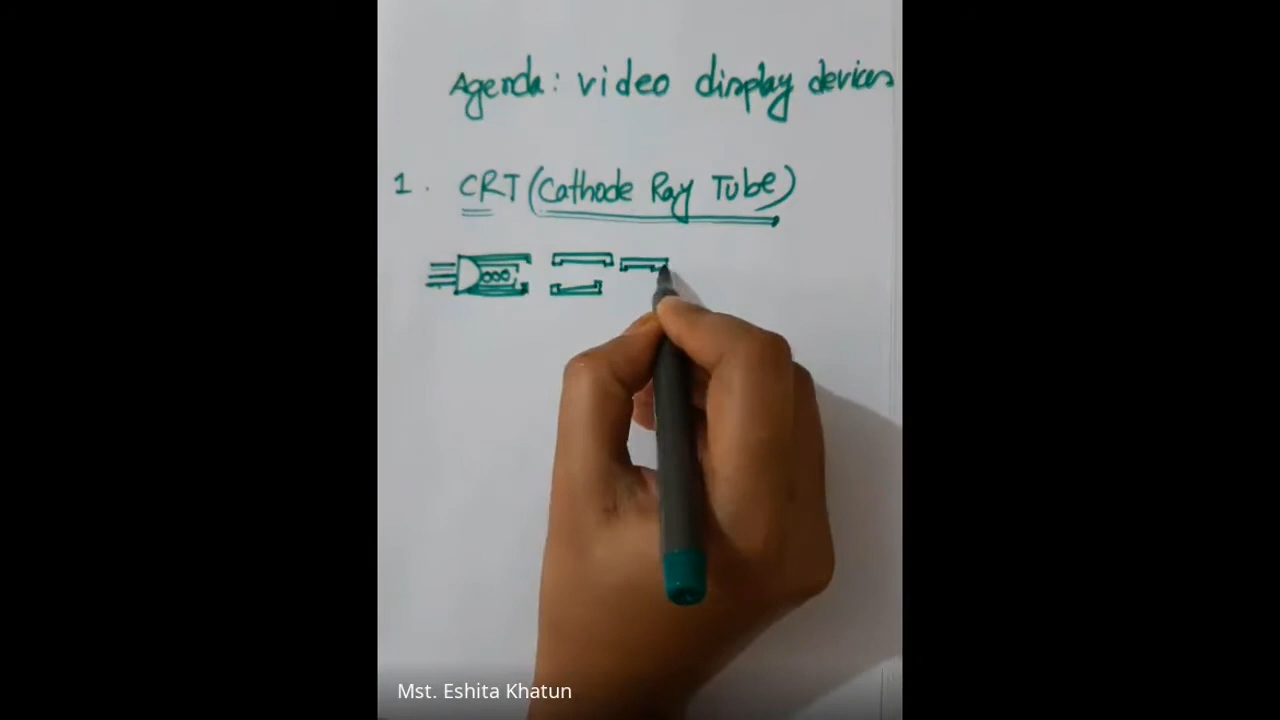 Agenda: video display devices
1. CRT (Cathode Ray Tube)
Mst. Eshita Khatun